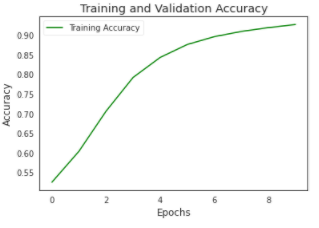 Training and Validation Accuracy
Training Accuracy
Accuracy
0.90
0.85
0.80
0.75
0.70
0.65
0.60
0.55
0 2 4 6 8
Epochs